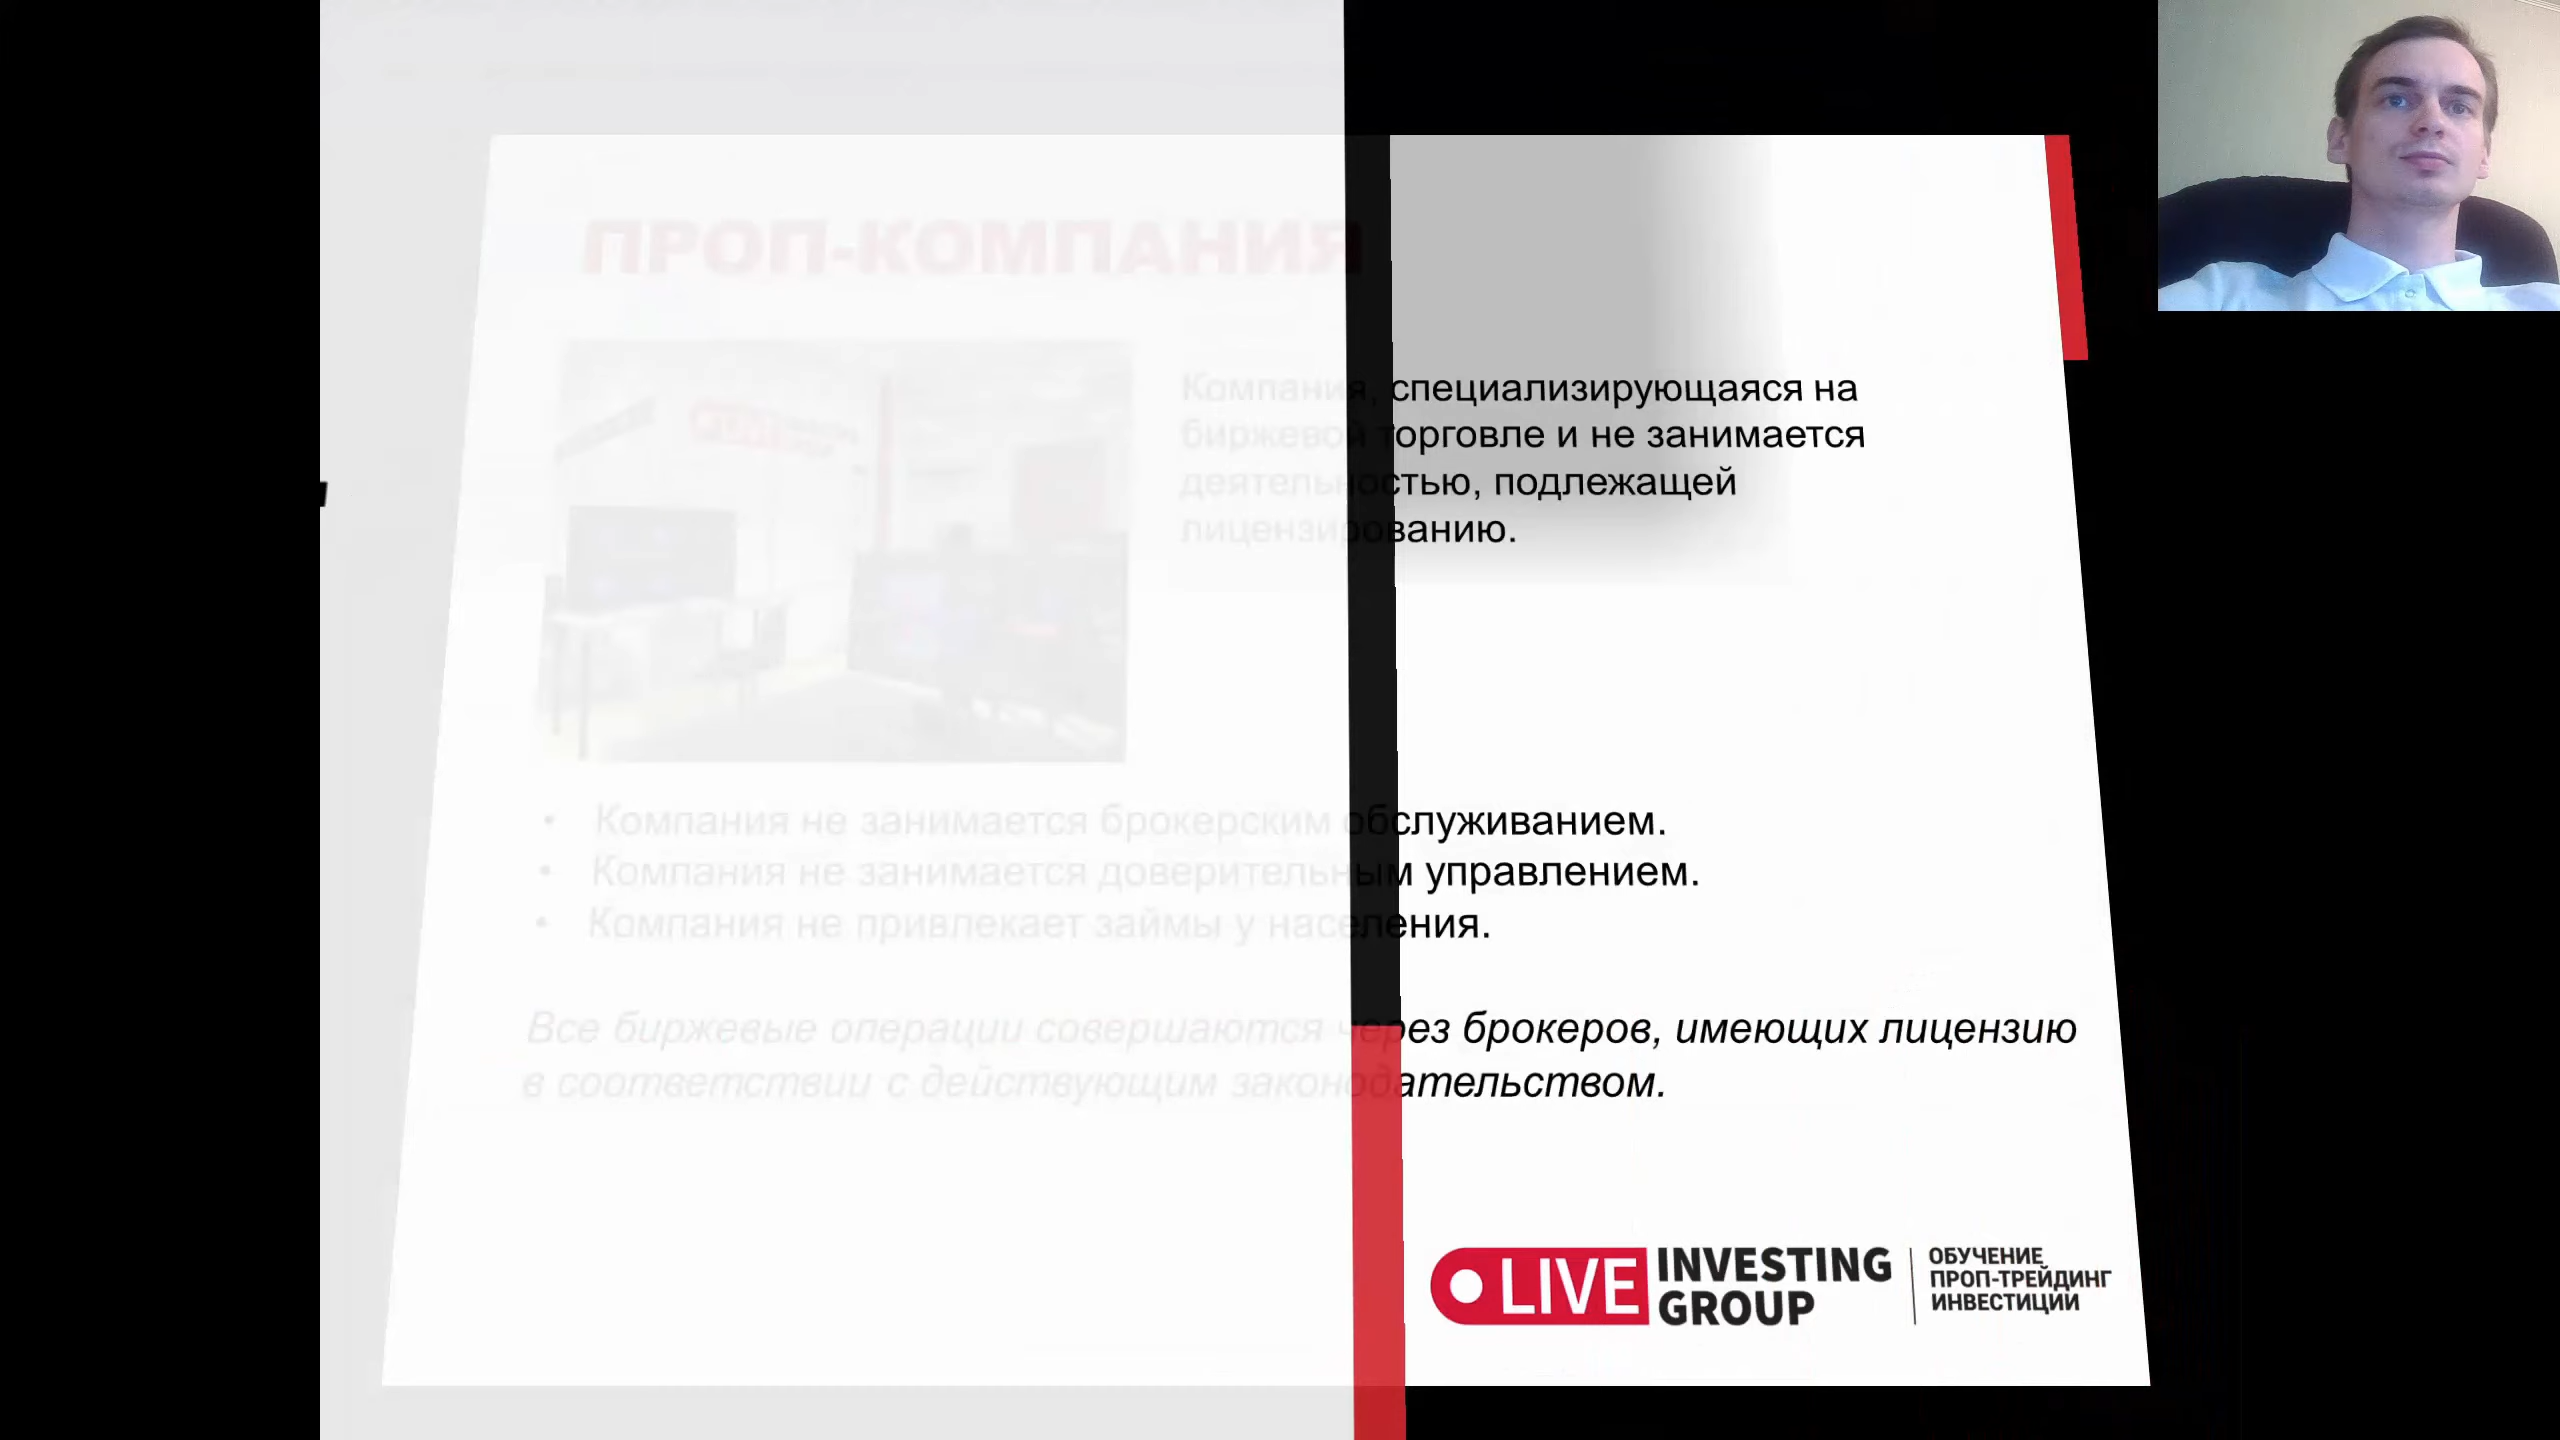 ПРОП-КОМПАНИЯ
Компания, специализирующаяся на
биржевой торговле и не занимается
деятельностью, подлежащей
лицензированию.
• Компания не занимается брокерским обслуживанием.
• Компания не занимается доверительным управлением.
• Компания не привлекает займы у населения.
Все биржевые операции совершаются через брокеров, имеющих лицензию
в соответствии с действующим законодательством.
LIVE INVESTING
GROUP
ОБУЧЕНИЕ
ПРОП-ТРЕЙДИНГ
ИНВЕСТИЦИИ